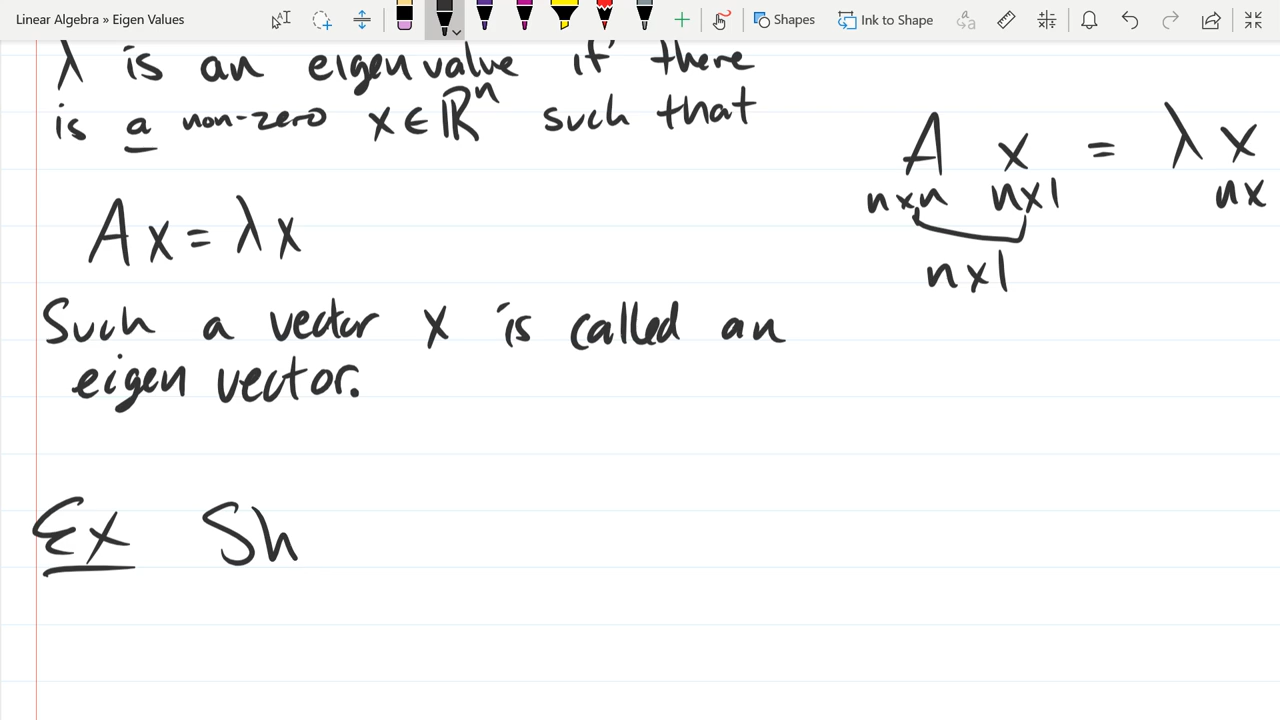 Linear Algebra » Eigen Values
Shapes
Ink to Shape
λ is an eigen value if there
is a non-zero x∈ℝⁿ such that
Ax=λx
Such a vector x is called an
eigen vector.
A x = λ x
n×n n×1 n×
n×1
Ex Sh